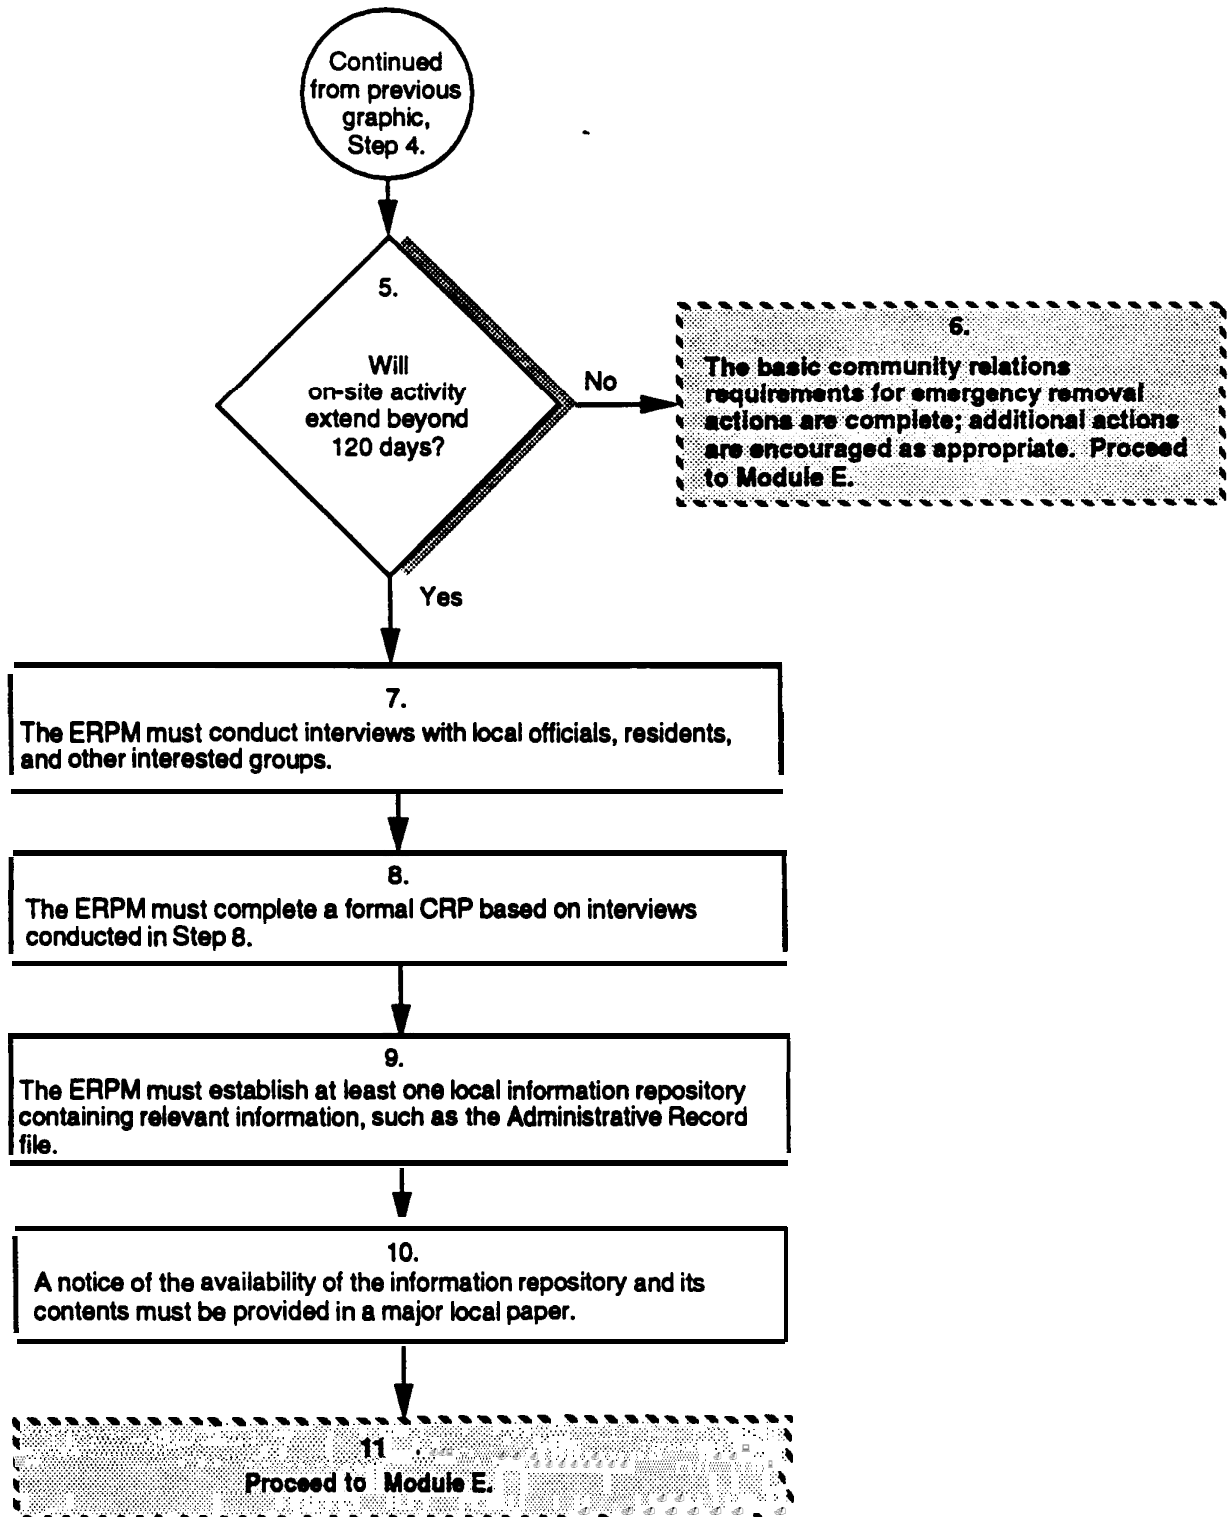 Continued
from previous
graphic,
Step 4.
5.
Will
on-site activity
extend beyond
120 days?
No
6.
The basic community relations
requirements for emergency removal
actions are complete; additional actions
are encouraged as appropriate. Proceed
to Module E.
Yes
7.
The ERPM must conduct interviews with local officials, residents,
and other interested groups.
8.
The ERPM must complete a formal CRP based on interviews
conducted in Step 8.
9.
The ERPM must establish at least one local information repository
containing relevant information, such as the Administrative Record
file.
10.
A notice of the availability of the information repository and its
contents must be provided in a major local paper.
11
Proceed to Module E.